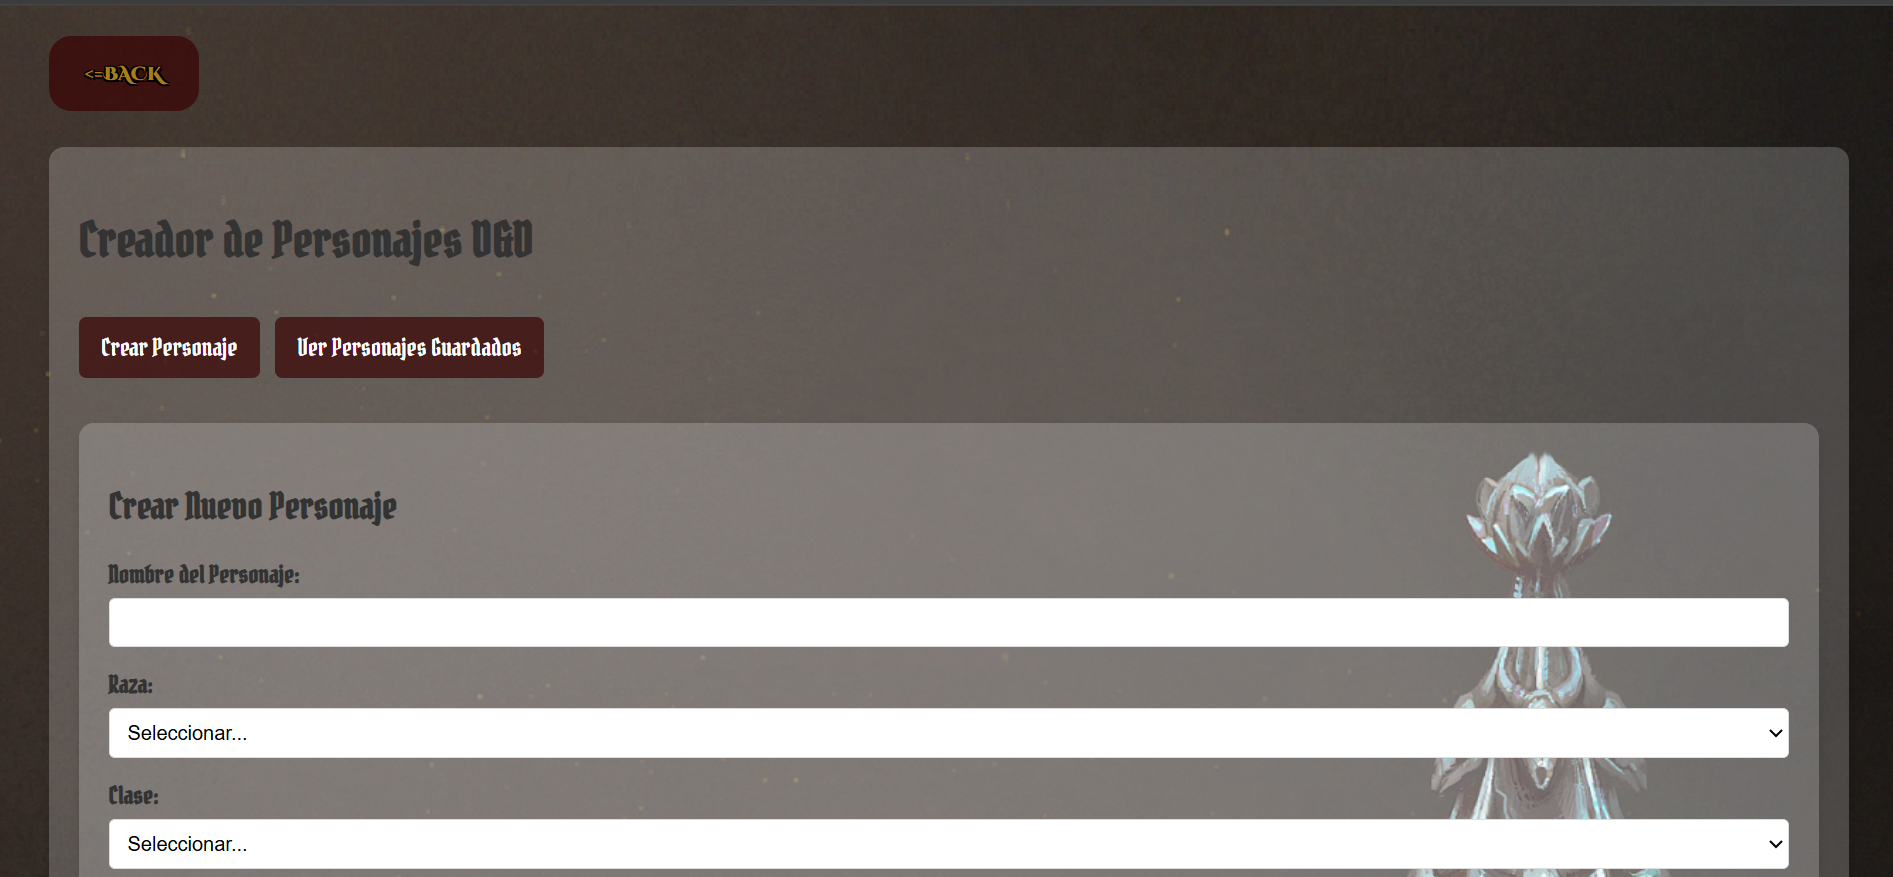 <=BACK
Creador de Personajes D&D
Crear Personaje
Ver Personajes Guardados
Crear Nuevo Personaje
Nombre del Personaje:
Raza:
Seleccionar...
Clase:
Seleccionar...